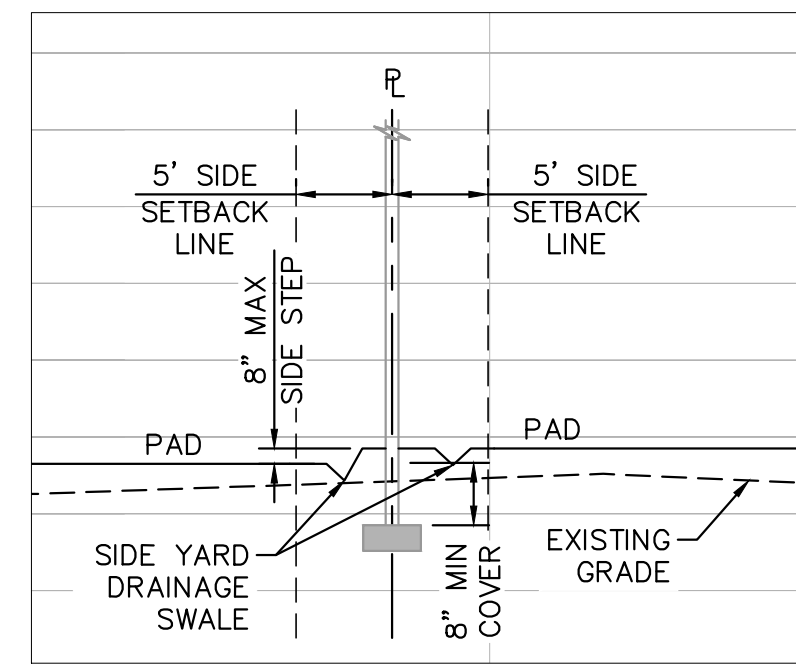 ℄
5' SIDE
SETBACK
LINE
5' SIDE
SETBACK
LINE
8" MAX
SIDE STEP
PAD
PAD
SIDE YARD
DRAINAGE
SWALE
8" MIN
COVER
EXISTING
GRADE